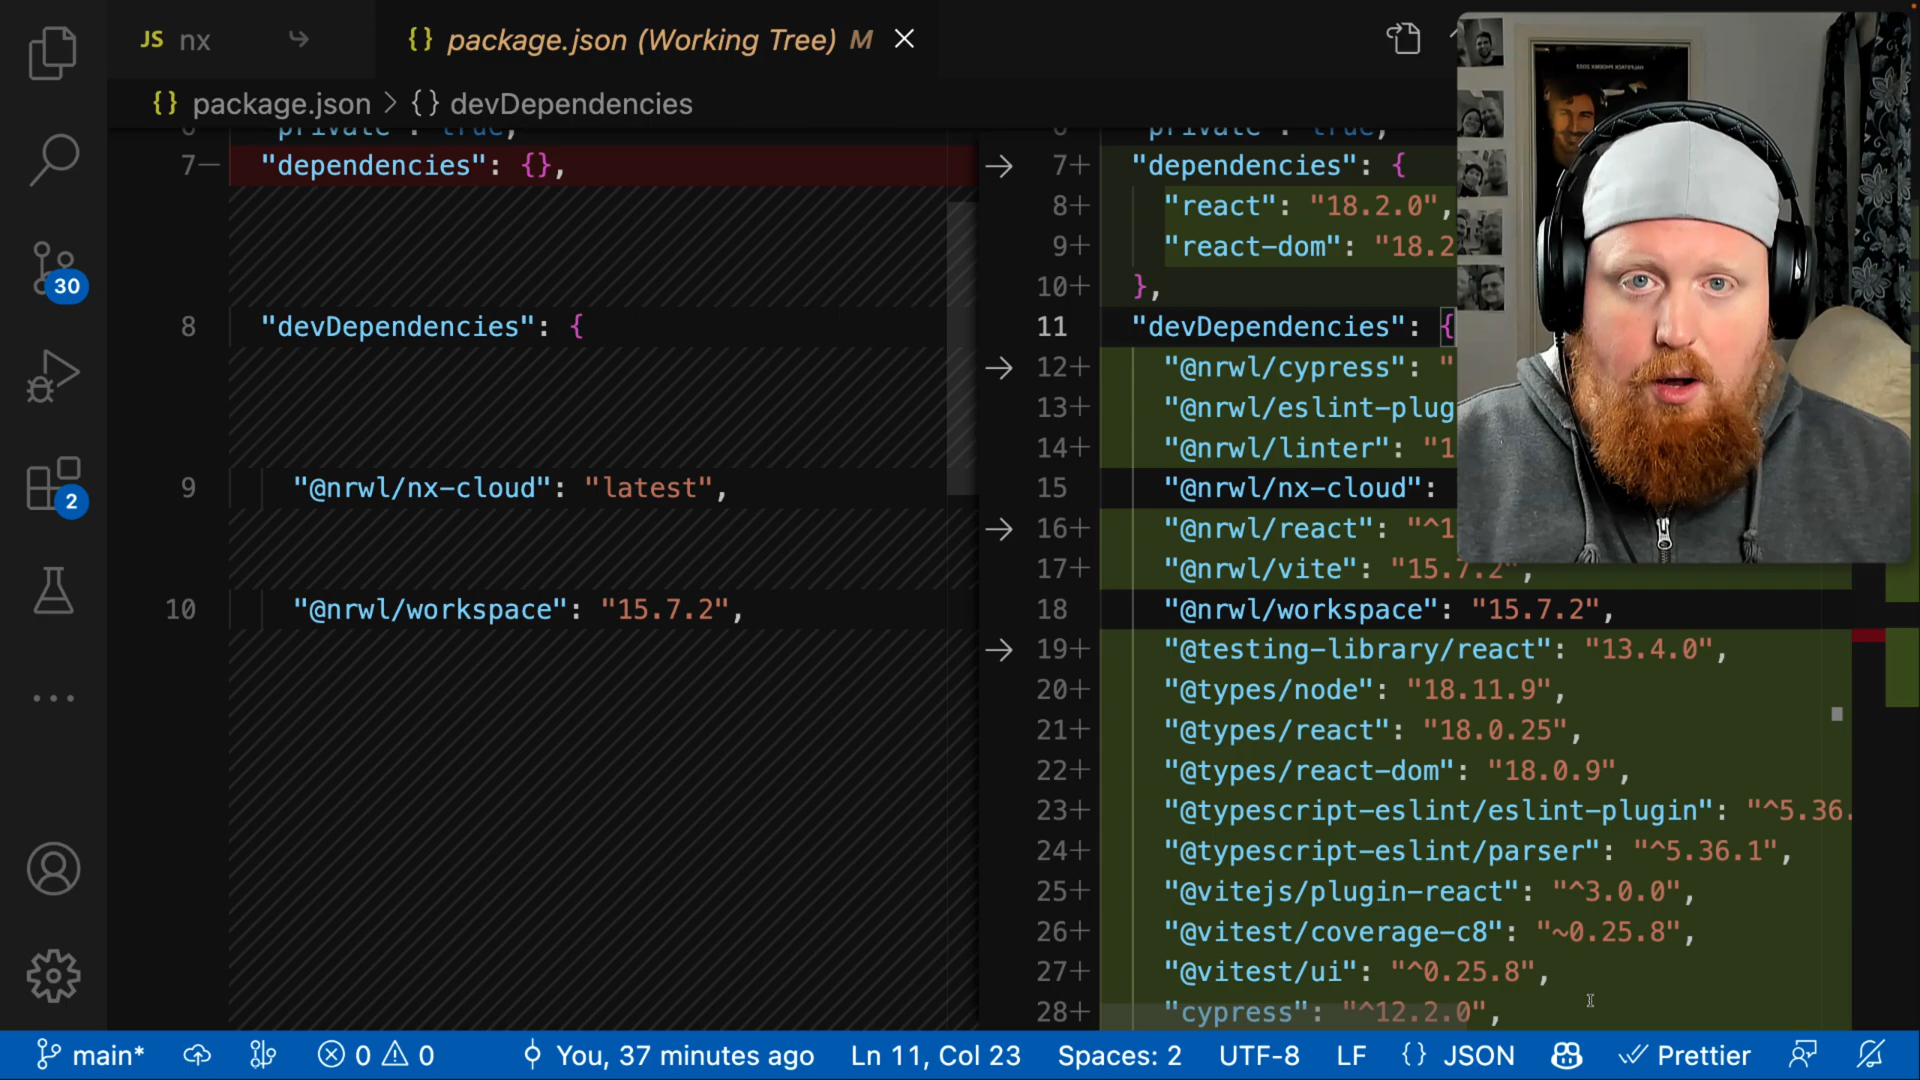 JS nx
{} package.json (Working Tree) M
{} package.json > {} devDependencies
6 "private": true,
7— "dependencies": {},
8 "devDependencies": {
9 "@nrwl/nx-cloud": "latest",
10 "@nrwl/workspace": "15.7.2",
6 "private": true,
7+ "dependencies": {
8+ "react": "18.2.0",
9+ "react-dom": "18.2
10+ },
11 "devDependencies": {
12+ "@nrwl/cypress": "
13+ "@nrwl/eslint-plug
14+ "@nrwl/linter": "1
15 "@nrwl/nx-cloud":
16+ "@nrwl/react": "^1
17+ "@nrwl/vite": "15.7.2",
18 "@nrwl/workspace": "15.7.2",
19+ "@testing-library/react": "13.4.0",
20+ "@types/node": "18.11.9",
21+ "@types/react": "18.0.25",
22+ "@types/react-dom": "18.0.9",
23+ "@typescript-eslint/eslint-plugin": "^5.36.
24+ "@typescript-eslint/parser": "^5.36.1",
25+ "@vitejs/plugin-react": "^3.0.0",
26+ "@vitest/coverage-c8": "~0.25.8",
27+ "@vitest/ui": "^0.25.8",
28+ "cypress": "^12.2.0",
30
2
main* 0 0 You, 37 minutes ago Ln 11, Col 23 Spaces: 2 UTF-8 LF {} JSON Prettier